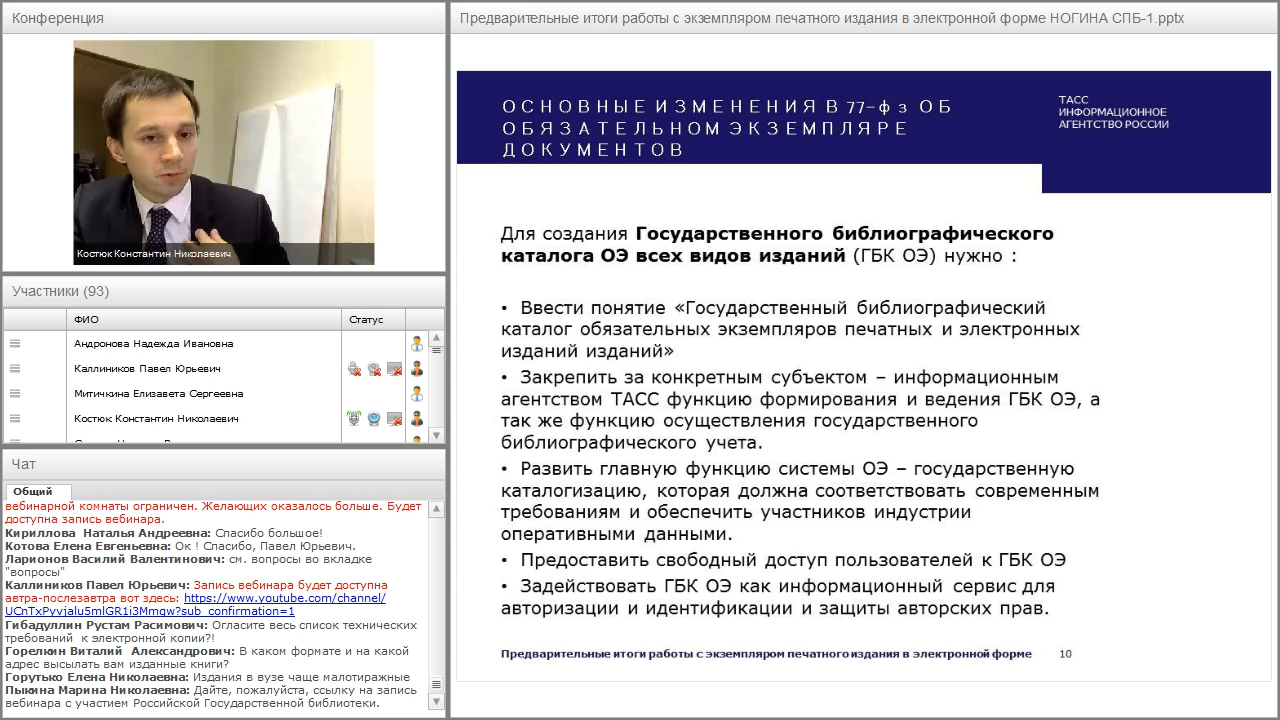 Конференция
Костюк Константин Николаевич
Участники (93)
ФИО
Статус
Андронова Надежда Ивановна
Каллиников Павел Юрьевич
Митичкина Елизавета Сергеевна
Костюк Константин Николаевич
Чат
Общий
вебинарной комнаты ограничен. Желающих оказалось больше. Будет
доступна запись вебинара.
Кириллова Наталья Андреевна: Спасибо большое!
Котова Елена Евгеньевна: Ок ! Спасибо, Павел Юрьевич.
Ларионов Василий Валентинович: см. вопросы во вкладке
"вопросы"
Каллиников Павел Юрьевич: Запись вебинара будет доступна
автра-послезавтра вот здесь: https://www.youtube.com/channel/
UCnTxPyvjalu5mlGR1i3Mmqw?sub_confirmation=1
Гибадуллин Рустам Расимович: Огласите весь список технических
требований к электронной копии?!
Горелкин Виталий Александрович: В каком формате и на какой
адрес высылать вам изданные книги?
Горутько Елена Николаевна: Издания в вузе чаще малотиражные
Пыкина Марина Николаевна: Дайте, пожалуйста, ссылку на запись
вебинара с участием Российской Государственной библиотеки.
Предварительные итоги работы с экземпляром печатного издания в электронной форме НОГИНА СПБ-1.pptx
ОСНОВНЫЕ ИЗМЕНЕНИЯ В 77-ф з ОБ
ОБЯЗАТЕЛЬНОМ ЭКЗЕМПЛЯРЕ
ДОКУМЕНТОВ
ТАСС
ИНФОРМАЦИОННОЕ
АГЕНТСТВО РОССИИ
Для создания Государственного библиографического
каталога ОЭ всех видов изданий (ГБК ОЭ) нужно :
• Ввести понятие «Государственный библиографический
каталог обязательных экземпляров печатных и электронных
изданий изданий»
• Закрепить за конкретным субъектом – информационным
агентством ТАСС функцию формирования и ведения ГБК ОЭ, а
так же функцию осуществления государственного
библиографического учета.
• Развить главную функцию системы ОЭ – государственную
каталогизацию, которая должна соответствовать современным
требованиям и обеспечить участников индустрии
оперативными данными.
• Предоставить свободный доступ пользователей к ГБК ОЭ
• Задействовать ГБК ОЭ как информационный сервис для
авторизации и идентификации и защиты авторских прав.
Предварительные итоги работы с экземпляром печатного издания в электронной форме 10